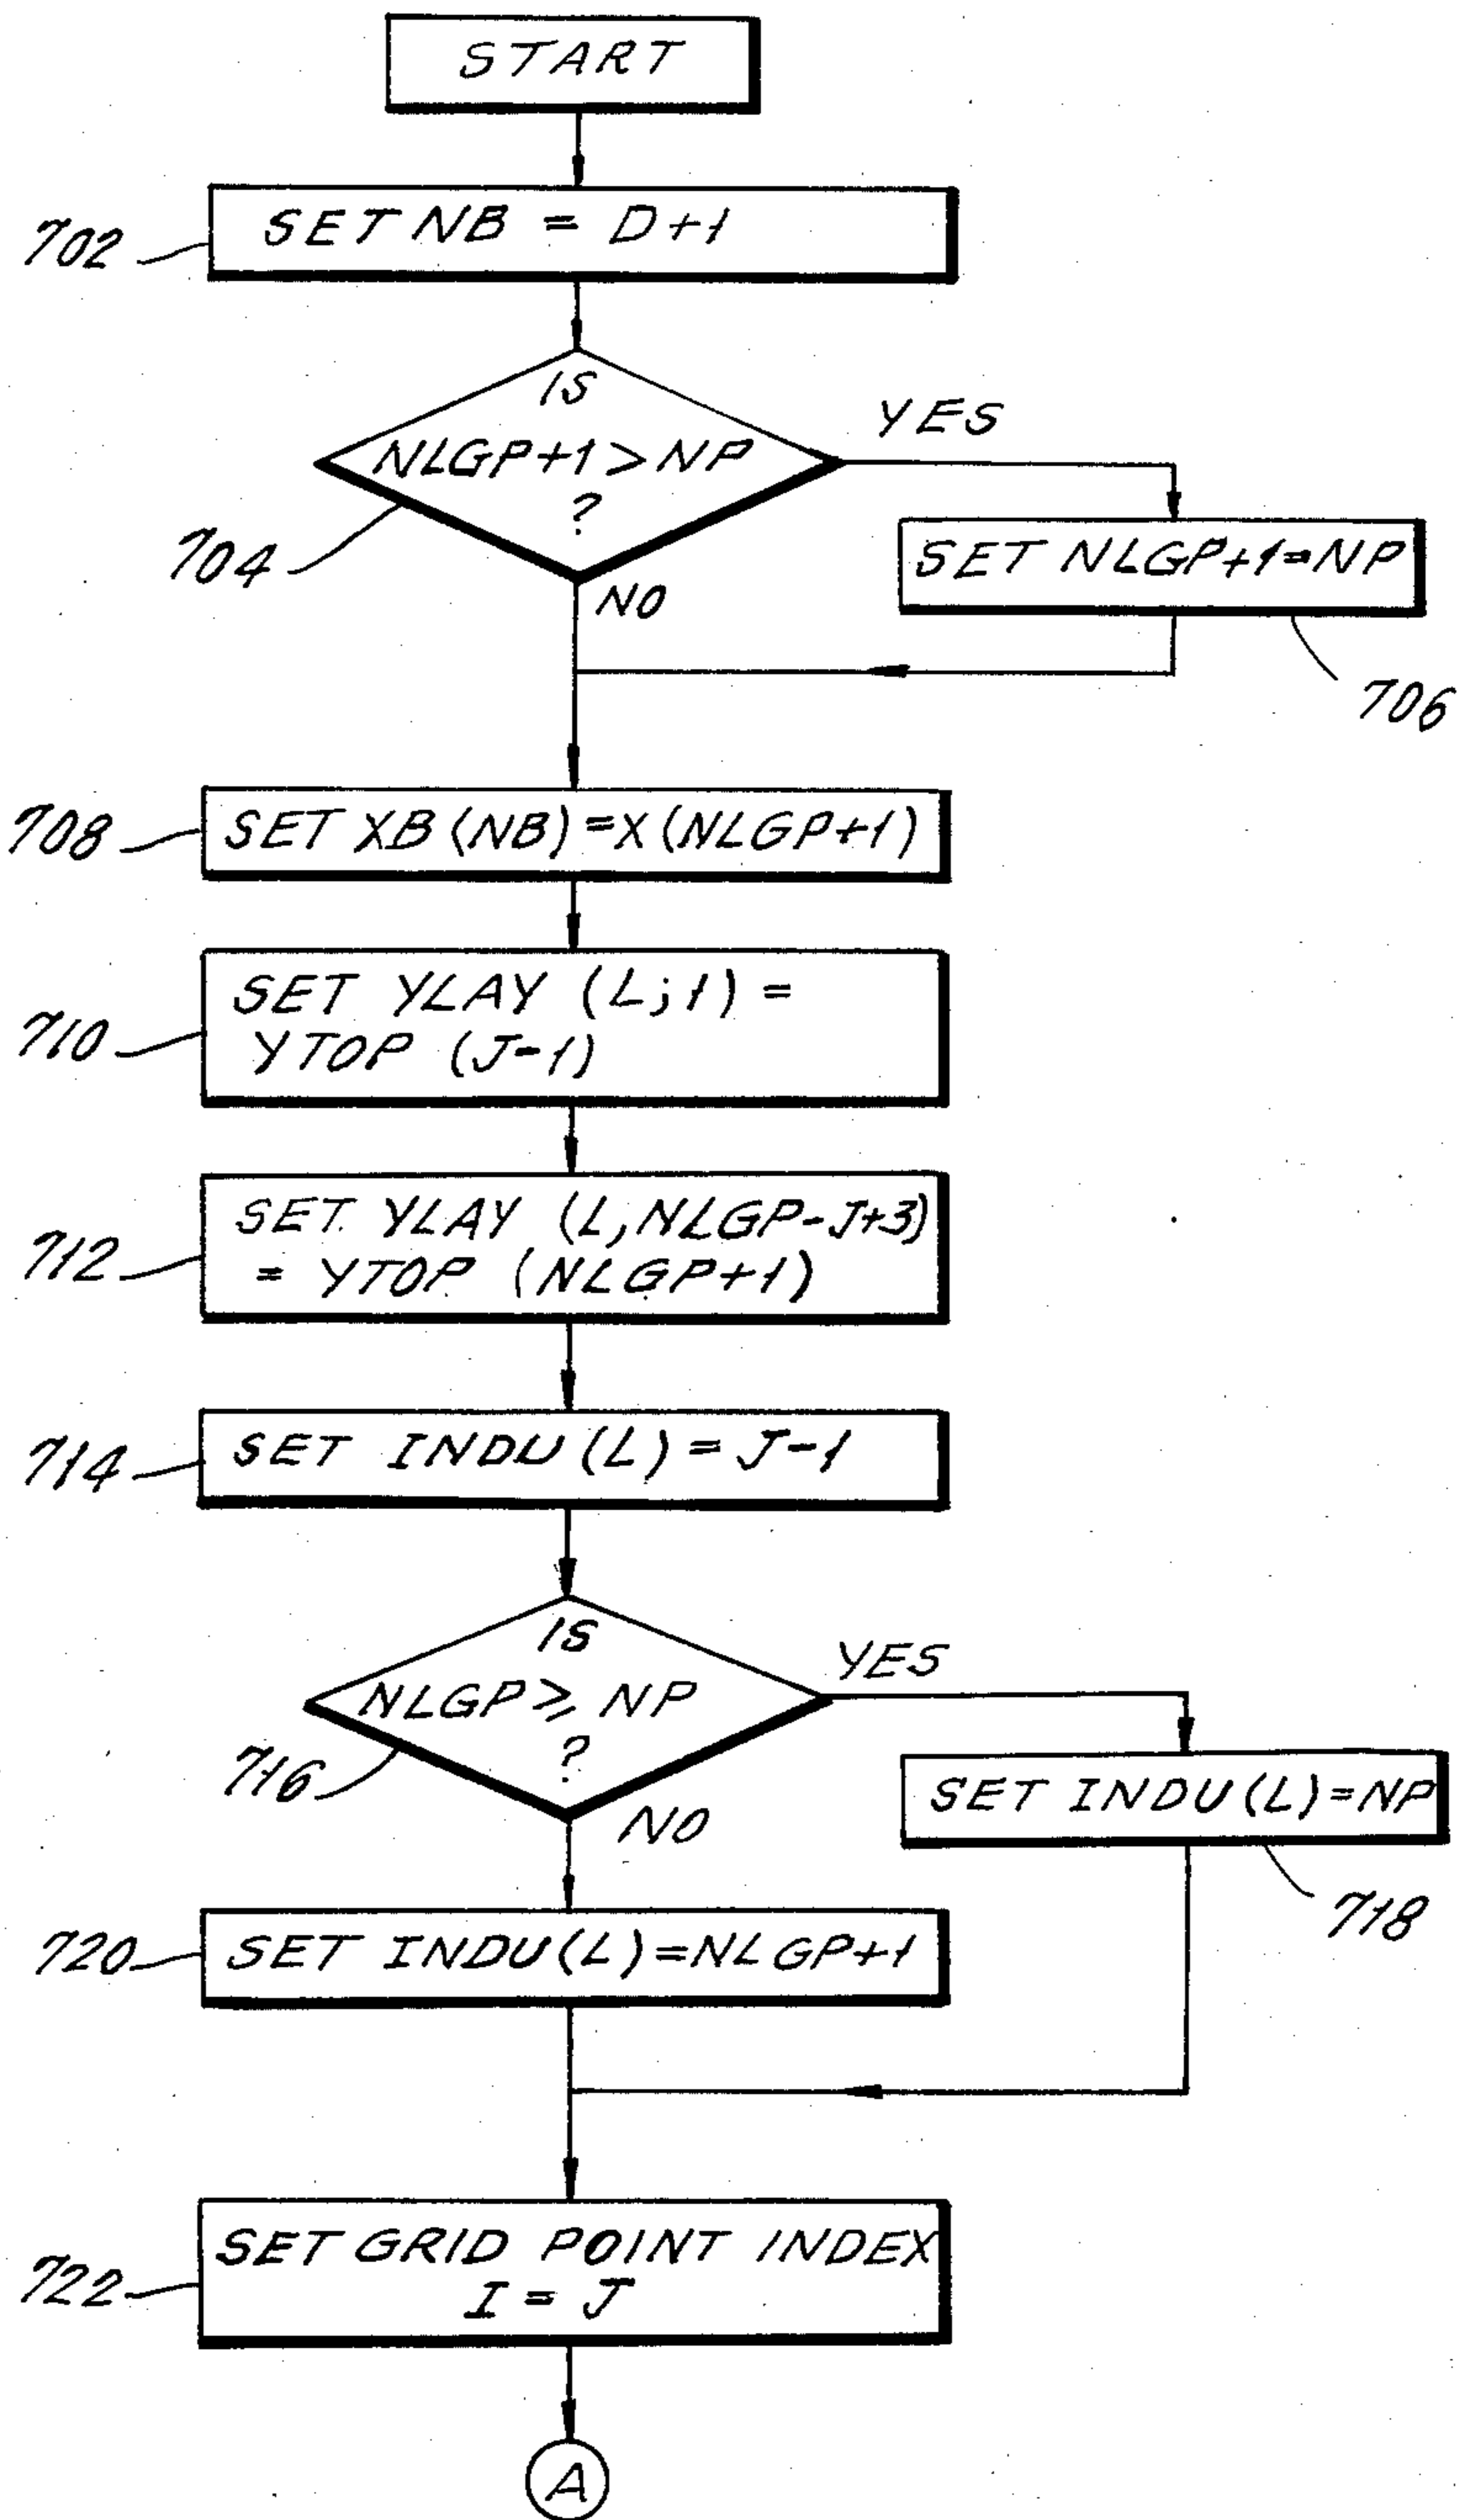 START
702
SET NB = D+1
IS
NLGP+1 > NP
?
YES
704
NO
SET NLGP+1=NP
706
708
SET XB (NB)=X(NLGP+1)
710
SET YLAY (L;1) =
YTOP (J-1)
712
SET YLAY (L,NLGP-J+3)
= YTOP (NLGP+1)
714
SET INDU(L)=J-1
IS
NLGP ≥ NP
?
YES
716
NO
SET INDU(L)=NP
718
720
SET INDU(L)=NLGP+1
722
SET GRID POINT INDEX
I = J
A